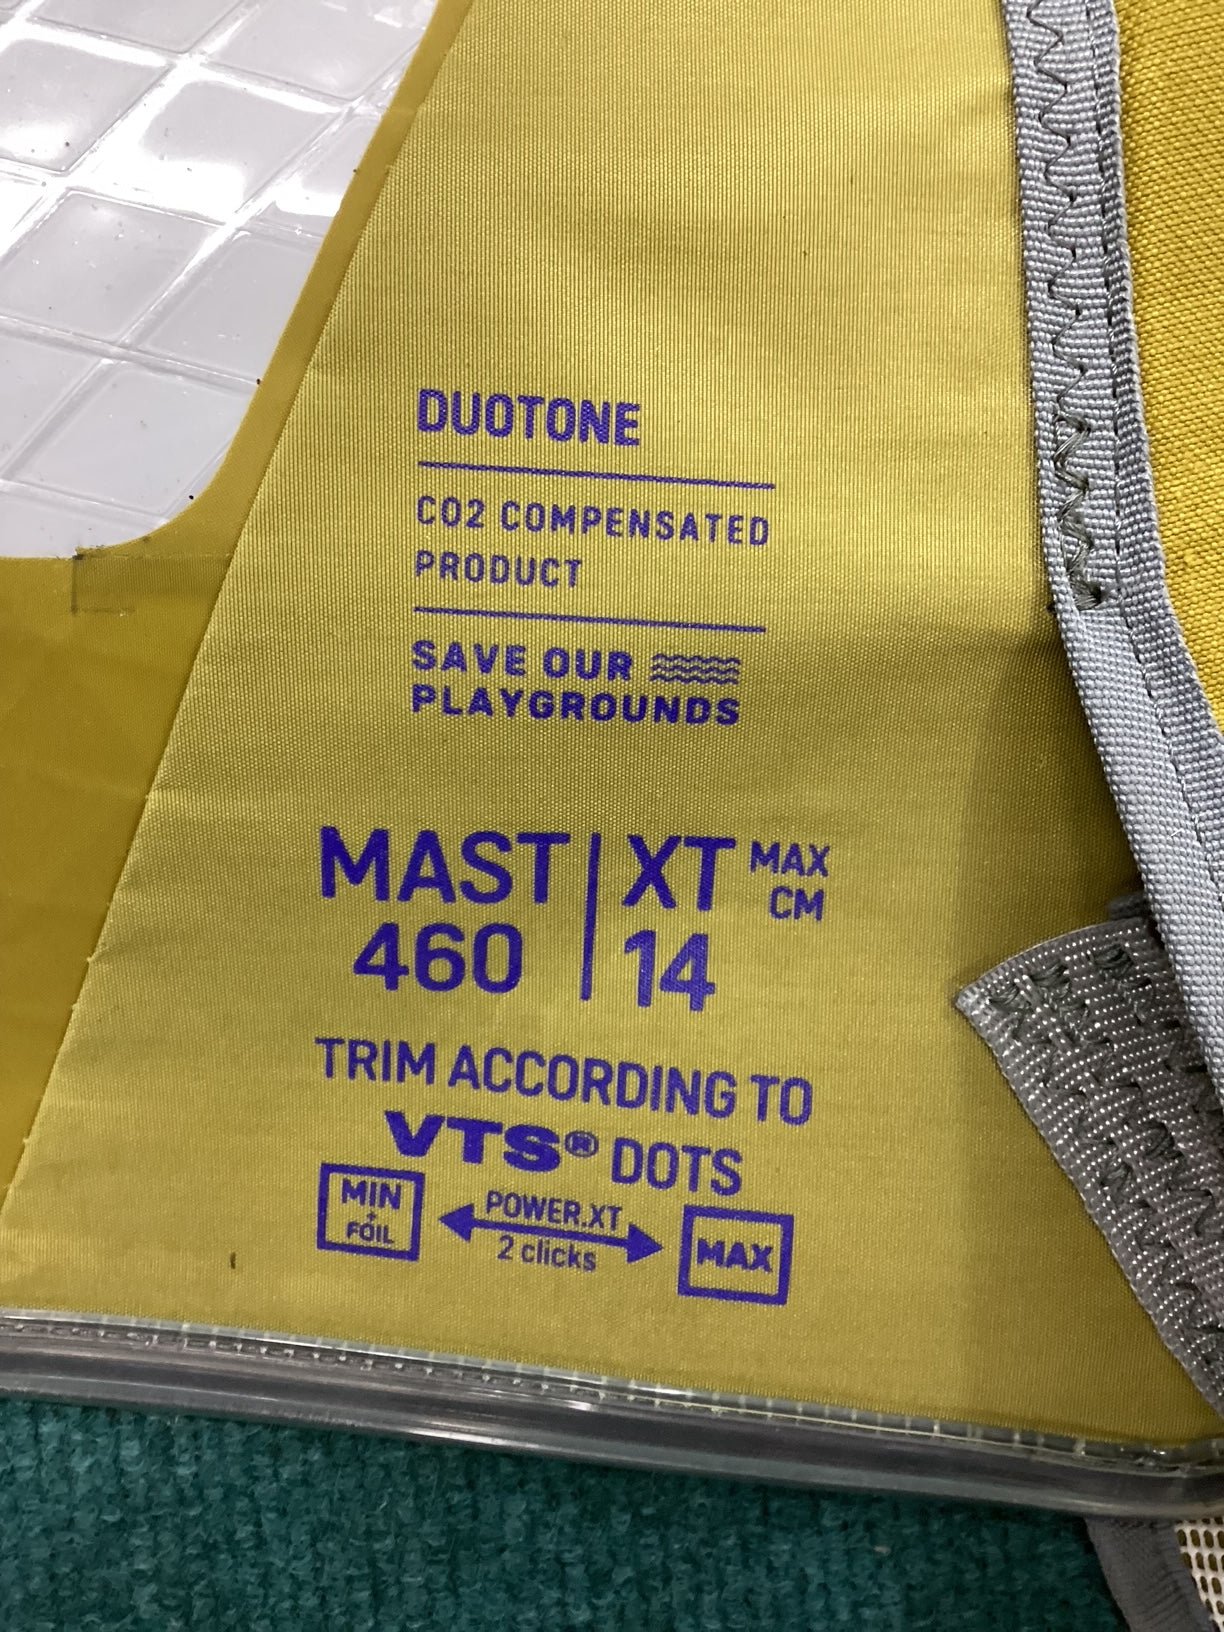 DUOTONE
CO2 COMPENSATED
PRODUCT
SAVE OUR
PLAYGROUNDS
MAST XT MAX
CM
460 14
TRIM ACCORDING TO
VTS® DOTS
MIN
+
FOIL
POWER.XT
2 clicks
MAX